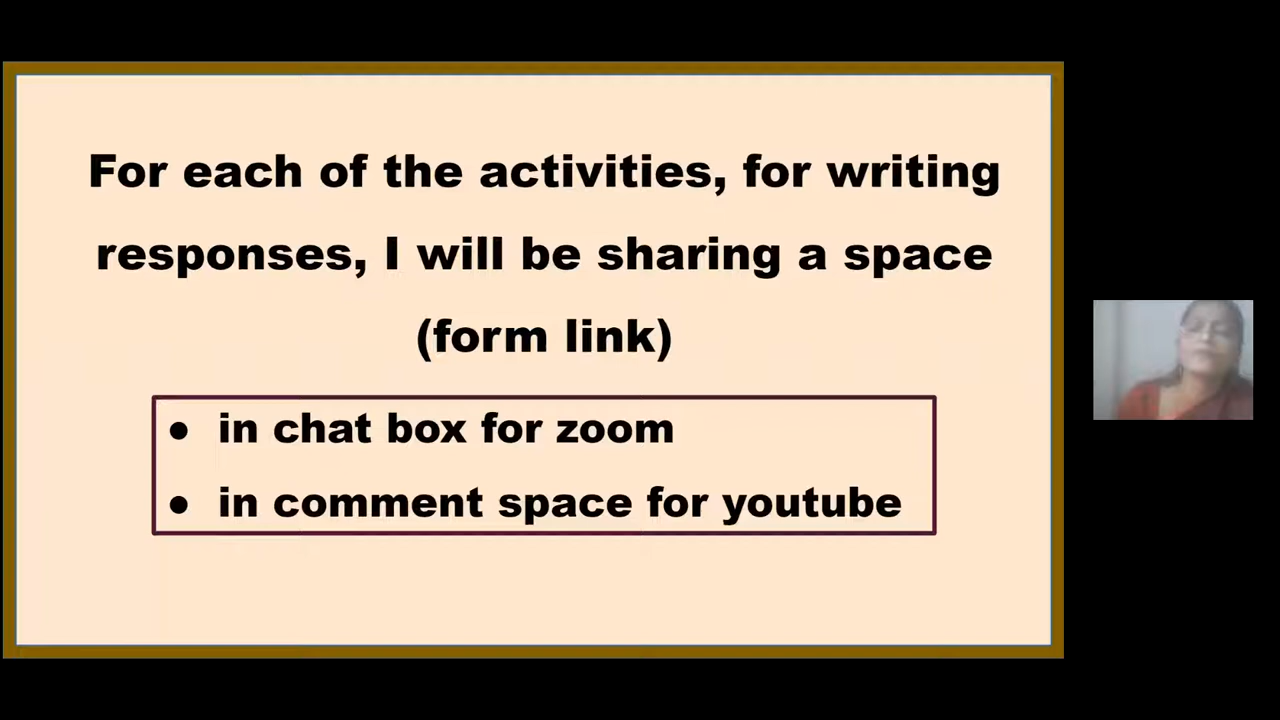 For each of the activities, for writing
responses, I will be sharing a space
(form link)
● in chat box for zoom
● in comment space for youtube